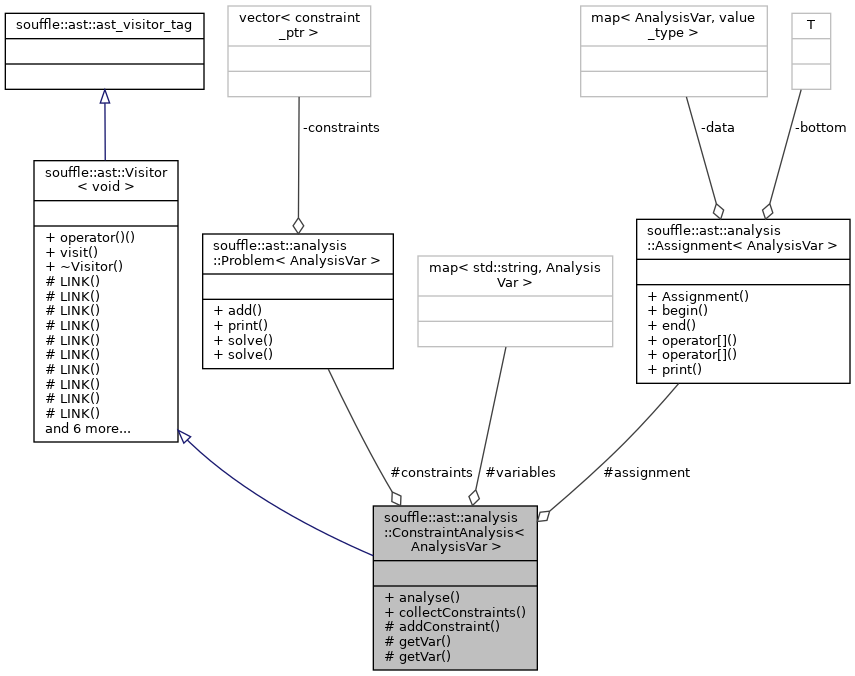 souffle::ast::ast_visitor_tag
vector< constraint
_ptr >
map< AnalysisVar, value
_type >
T
-constraints
-data
-bottom
souffle::ast::Visitor
< void >
+ operator()()
+ visit()
+ ~Visitor()
# LINK()
# LINK()
# LINK()
# LINK()
# LINK()
# LINK()
# LINK()
# LINK()
# LINK()
# LINK()
and 6 more...
souffle::ast::analysis
::Problem< AnalysisVar >
+ add()
+ print()
+ solve()
+ solve()
map< std::string, Analysis
Var >
souffle::ast::analysis
::Assignment< AnalysisVar >
+ Assignment()
+ begin()
+ end()
+ operator[]()
+ operator[]()
+ print()
#constraints
#variables
#assignment
souffle::ast::analysis
::ConstraintAnalysis<
AnalysisVar >
+ analyse()
+ collectConstraints()
# addConstraint()
# getVar()
# getVar()